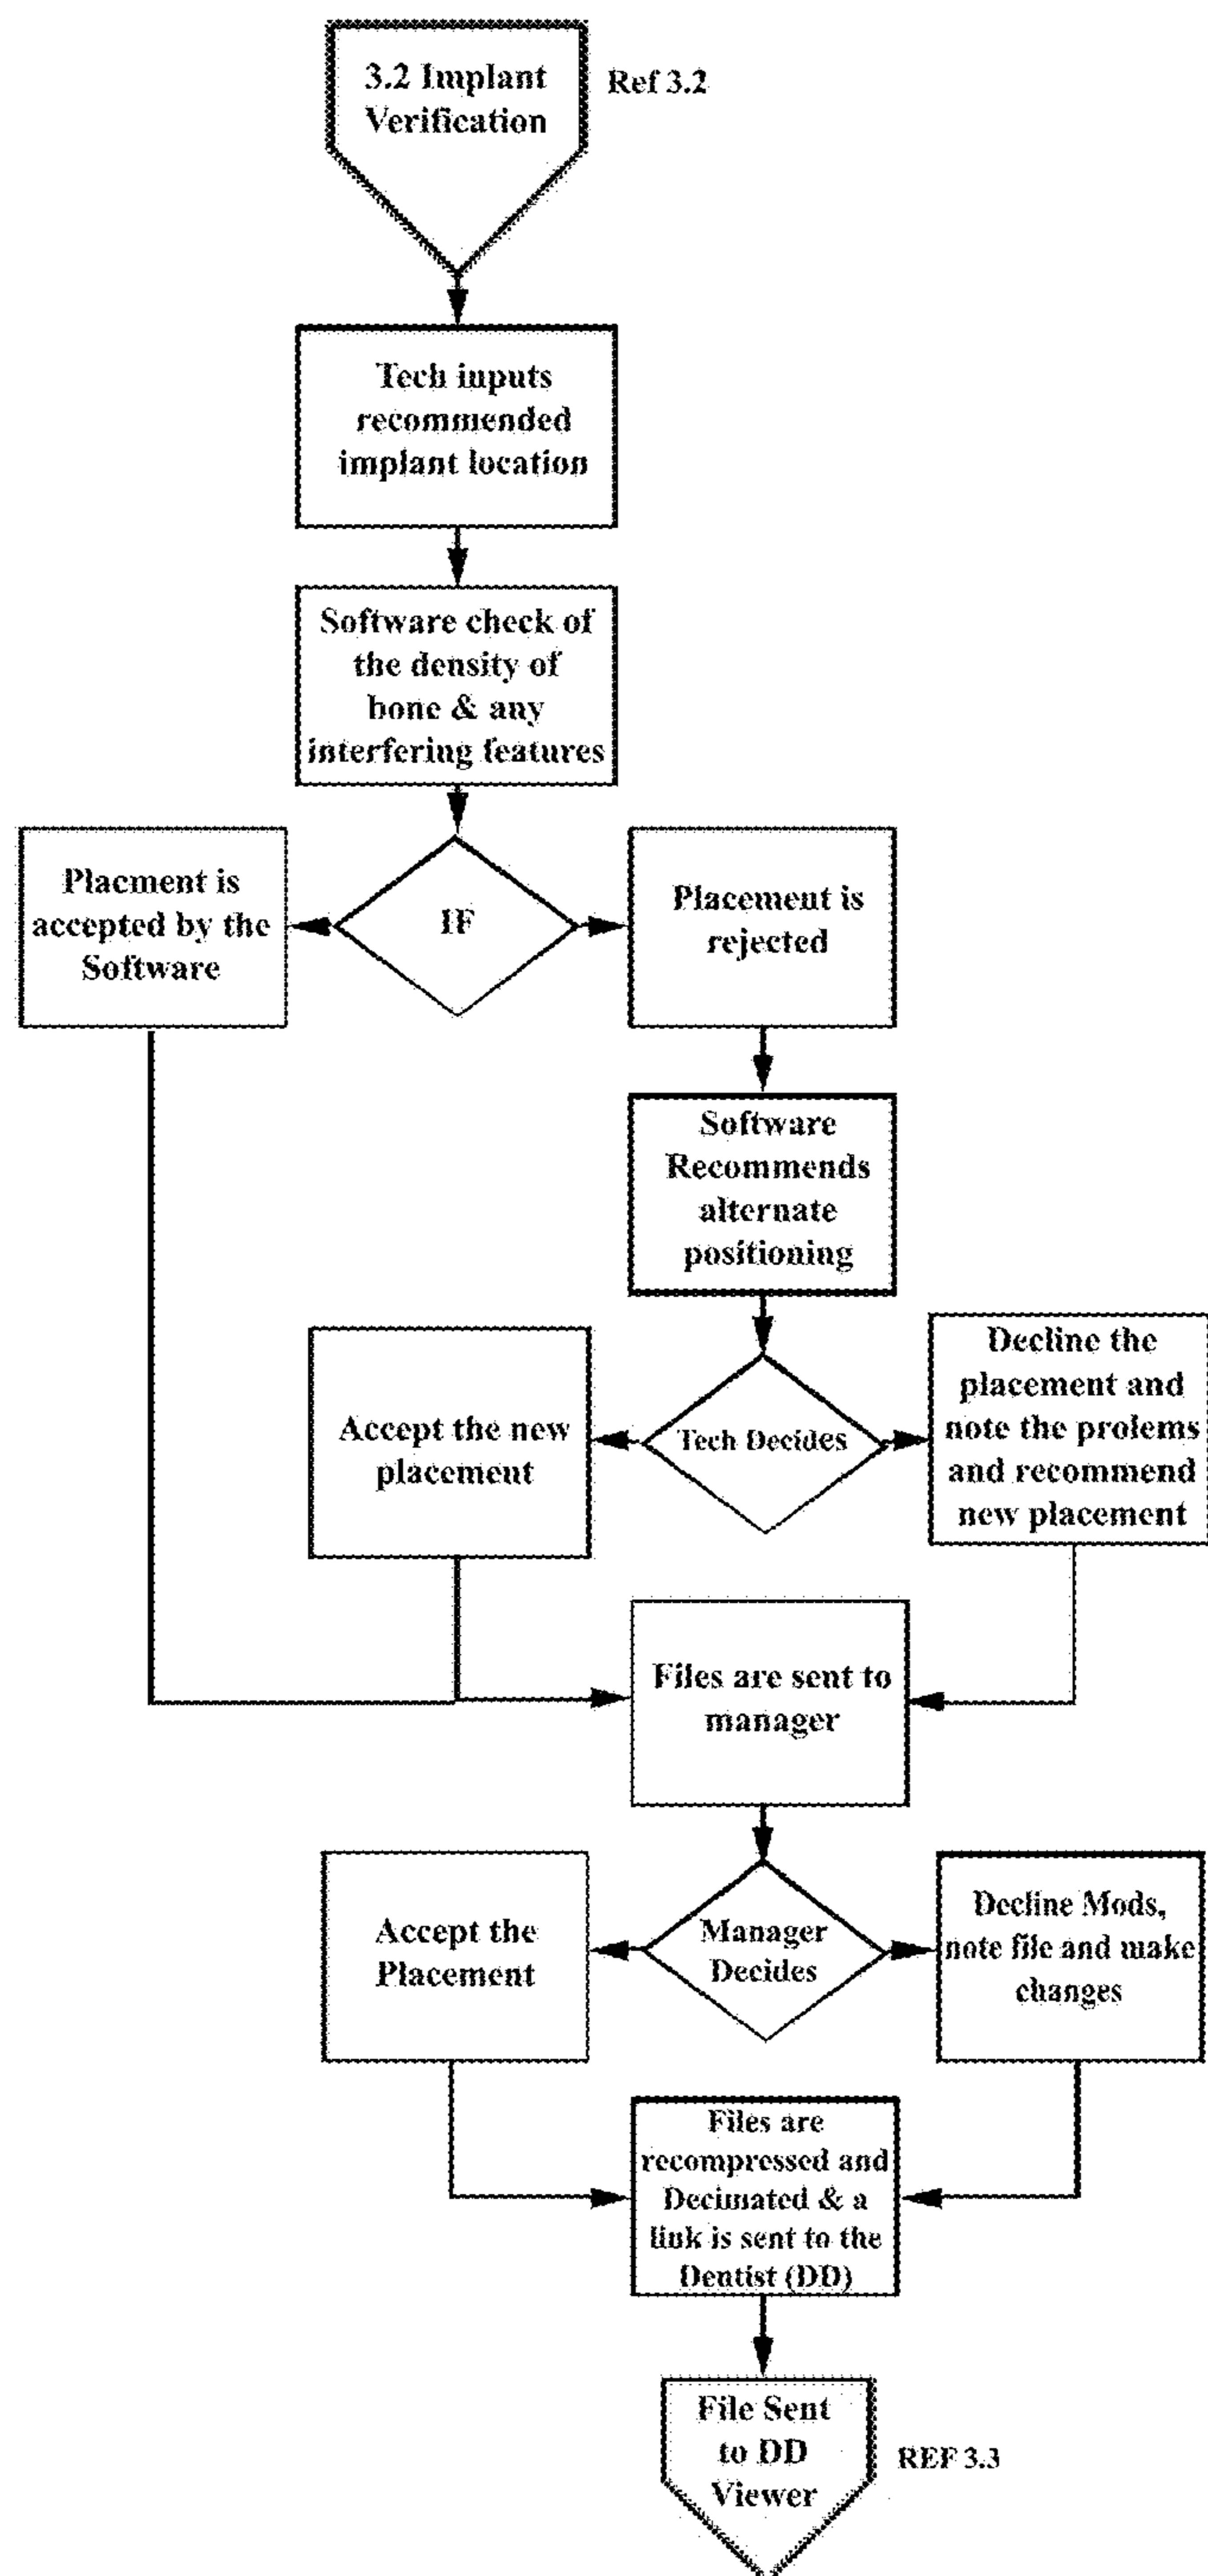 3.2 Implant
Verification
Ref 3.2
Tech inputs
recommended
implant location
Software check of
the density of
bone & any
interfering features
Placment is
accepted by the
Software
IF
Placement is
rejected
Software
Recommends
alternate
positioning
Accept the new
placement
Tech Decides
Decline the
placement and
note the prolems
and recommend
new placement
Files are sent to
manager
Accept the
Placement
Manager
Decides
Decline Mods,
note file and make
changes
Files are
recompressed and
Decimated & a
link is sent to the
Dentist (DD)
File Sent
to DD
Viewer
REF 3.3